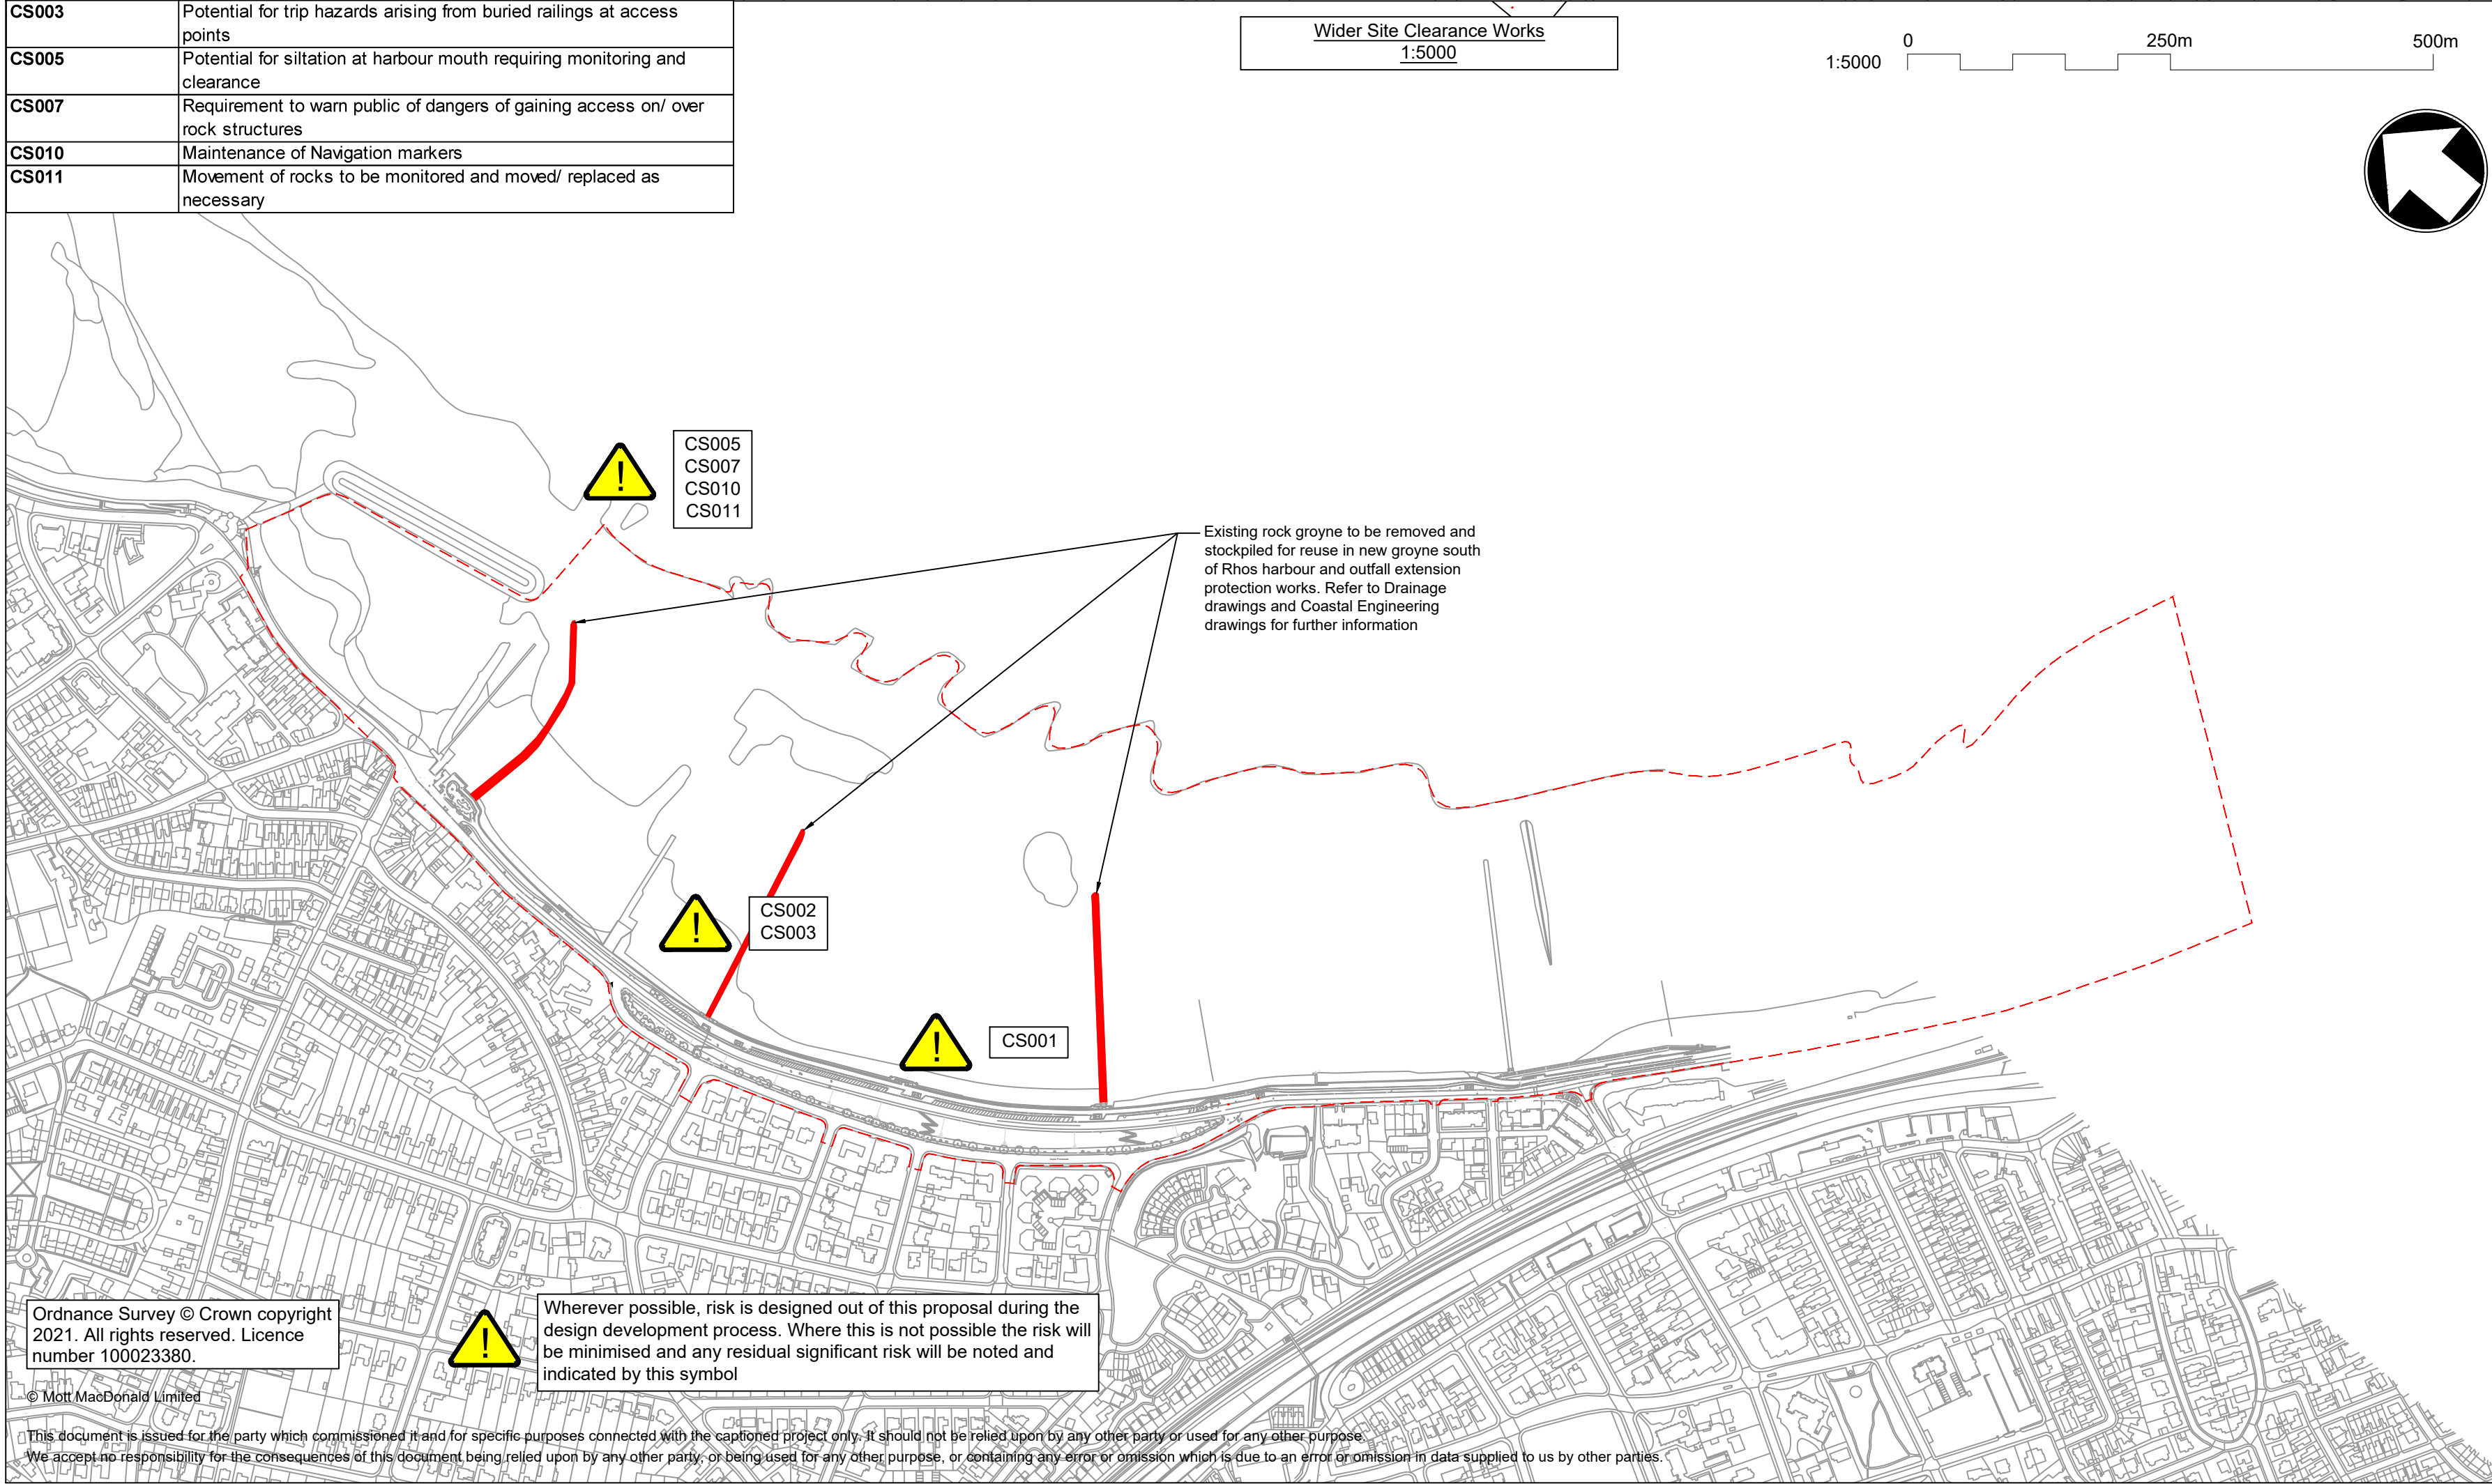 CS003 Potential for trip hazards arising from buried railings at access
points
CS005 Potential for siltation at harbour mouth requiring monitoring and
clearance
CS007 Requirement to warn public of dangers of gaining access on/ over
rock structures
CS010 Maintenance of Navigation markers
CS011 Movement of rocks to be monitored and moved/ replaced as
necessary
Wider Site Clearance Works
1:5000
1:5000
0 250m 500m
CS005
CS007
CS010
CS011
Existing rock groyne to be removed and
stockpiled for reuse in new groyne south
of Rhos harbour and outfall extension
protection works. Refer to Drainage
drawings and Coastal Engineering
drawings for further information
CS002
CS003
CS001
Ordnance Survey © Crown copyright
2021. All rights reserved. Licence
number 100023380.
Wherever possible, risk is designed out of this proposal during the
design development process. Where this is not possible the risk will
be minimised and any residual significant risk will be noted and
indicated by this symbol
© Mott MacDonald Limited
This document is issued for the party which commissioned it and for specific purposes connected with the captioned project only. It should not be relied upon by any other party or used for any other purpose.
We accept no responsibility for the consequences of this document being relied upon by any other party, or being used for any other purpose, or containing any error or omission which is due to an error or omission in data supplied to us by other parties.